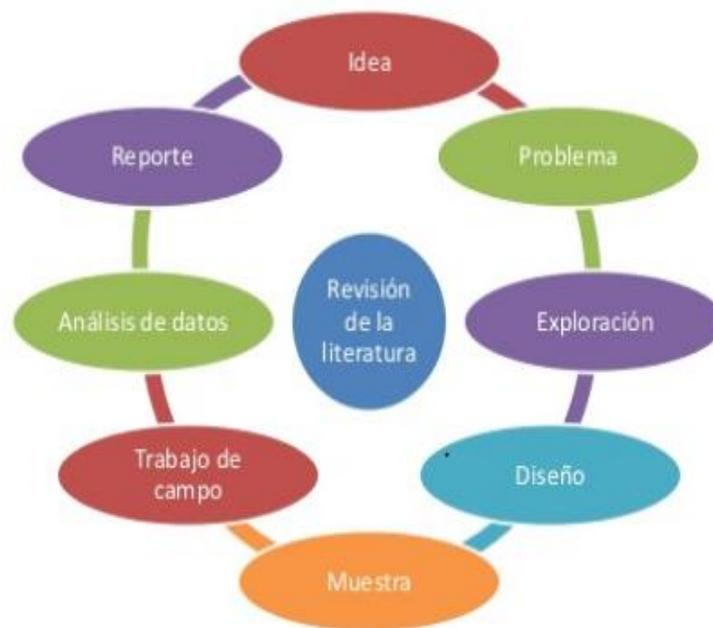 Idea
Problema
Exploración
Diseño
Muestra
Trabajo de
campo
Análisis de datos
Reporte
Revisión
de la
literatura